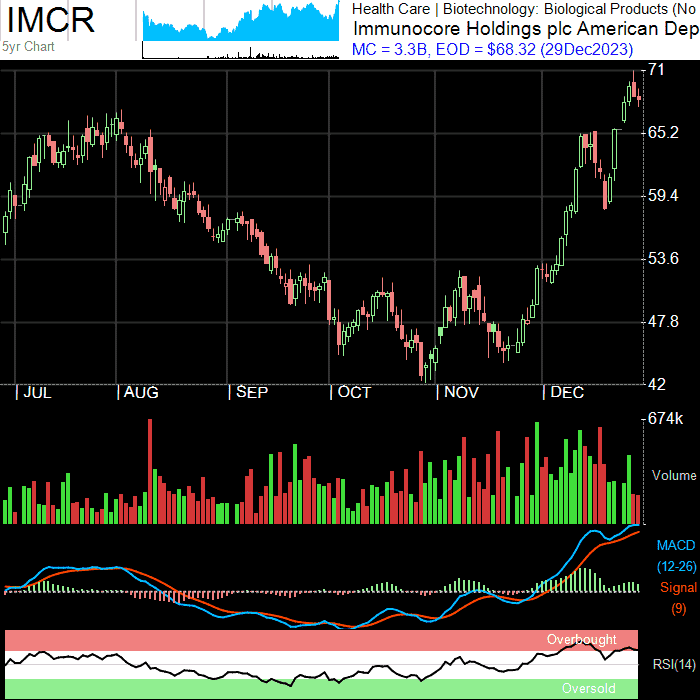 IMCR
5yr Chart
Health Care | Biotechnology: Biological Products (No
Immunocore Holdings plc American Dep
MC = 3.3B, EOD = $68.32 (29Dec2023)
71
65.2
59.4
53.6
47.8
42
JUL AUG SEP OCT NOV DEC
674k
Volume
MACD
(12-26)
Signal
(9)
Overbought
RSI(14)
Oversold